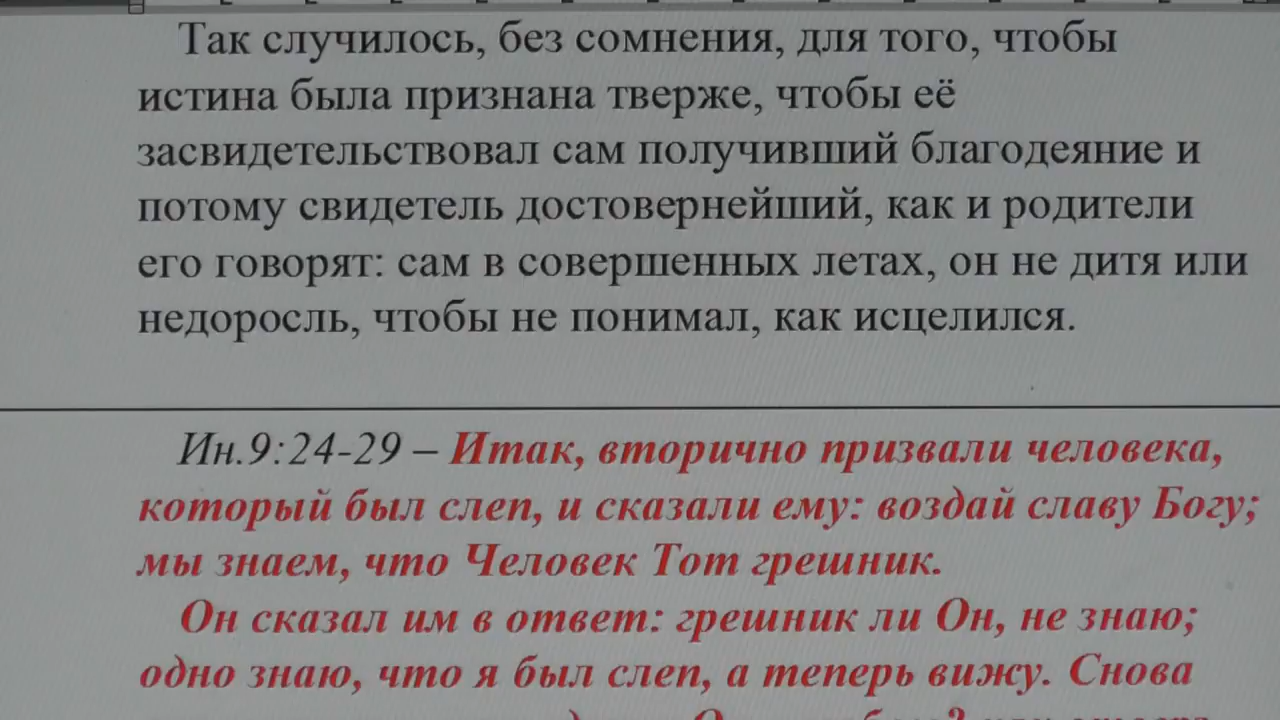 Так случилось, без сомнения, для того, чтобы
истина была признана тверже, чтобы её
засвидетельствовал сам получивший благодеяние и
потому свидетель достовернейший, как и родители
его говорят: сам в совершенных летах, он не дитя или
недоросль, чтобы не понимал, как исцелился.
Ин.9:24-29 – Итак, вторично призвали человека,
который был слеп, и сказали ему: воздай славу Богу;
мы знаем, что Человек Тот грешник.
Он сказал им в ответ: грешник ли Он, не знаю;
одно знаю, что я был слеп, а теперь вижу. Снова